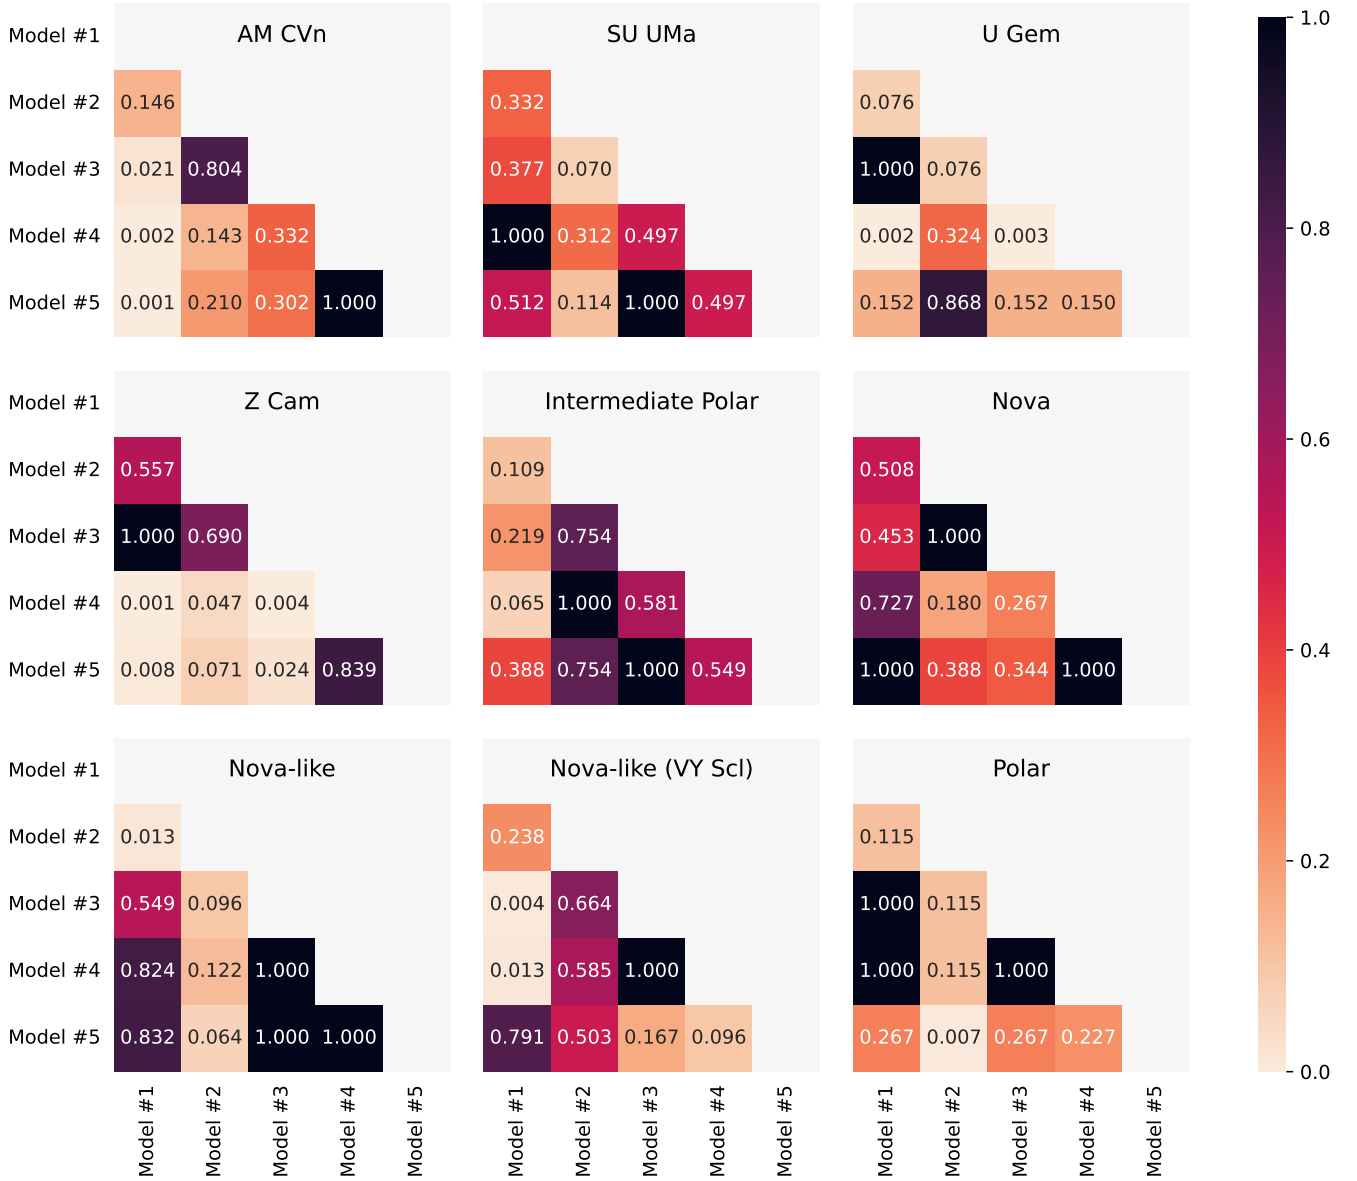 Model #1 AM CVn SU UMa U Gem 1.0
Model #2 0.146 0.332 0.076
Model #3 0.021 0.804 0.377 0.070 1.000 0.076
0.8
Model #4 0.002 0.143 0.332 1.000 0.312 0.497 0.002 0.324 0.003
Model #5 0.001 0.210 0.302 1.000 0.512 0.114 1.000 0.497 0.152 0.868 0.152 0.150
Model #1 Z Cam Intermediate Polar Nova
0.6
Model #2 0.557 0.109 0.508
Model #3 1.000 0.690 0.219 0.754 0.453 1.000
Model #4 0.001 0.047 0.004 0.065 1.000 0.581 0.727 0.180 0.267
0.4
Model #5 0.008 0.071 0.024 0.839 0.388 0.754 1.000 0.549 1.000 0.388 0.344 1.000
Model #1 Nova-like Nova-like (VY Scl) Polar
Model #2 0.013 0.238 0.115
0.2
Model #3 0.549 0.096 0.004 0.664 1.000 0.115
Model #4 0.824 0.122 1.000 0.013 0.585 1.000 1.000 0.115 1.000
Model #5 0.832 0.064 1.000 1.000 0.791 0.503 0.167 0.096 0.267 0.007 0.267 0.227
0.0
Model #1 Model #2 Model #3 Model #4 Model #5 Model #1 Model #2 Model #3 Model #4 Model #5 Model #1 Model #2 Model #3 Model #4 Model #5